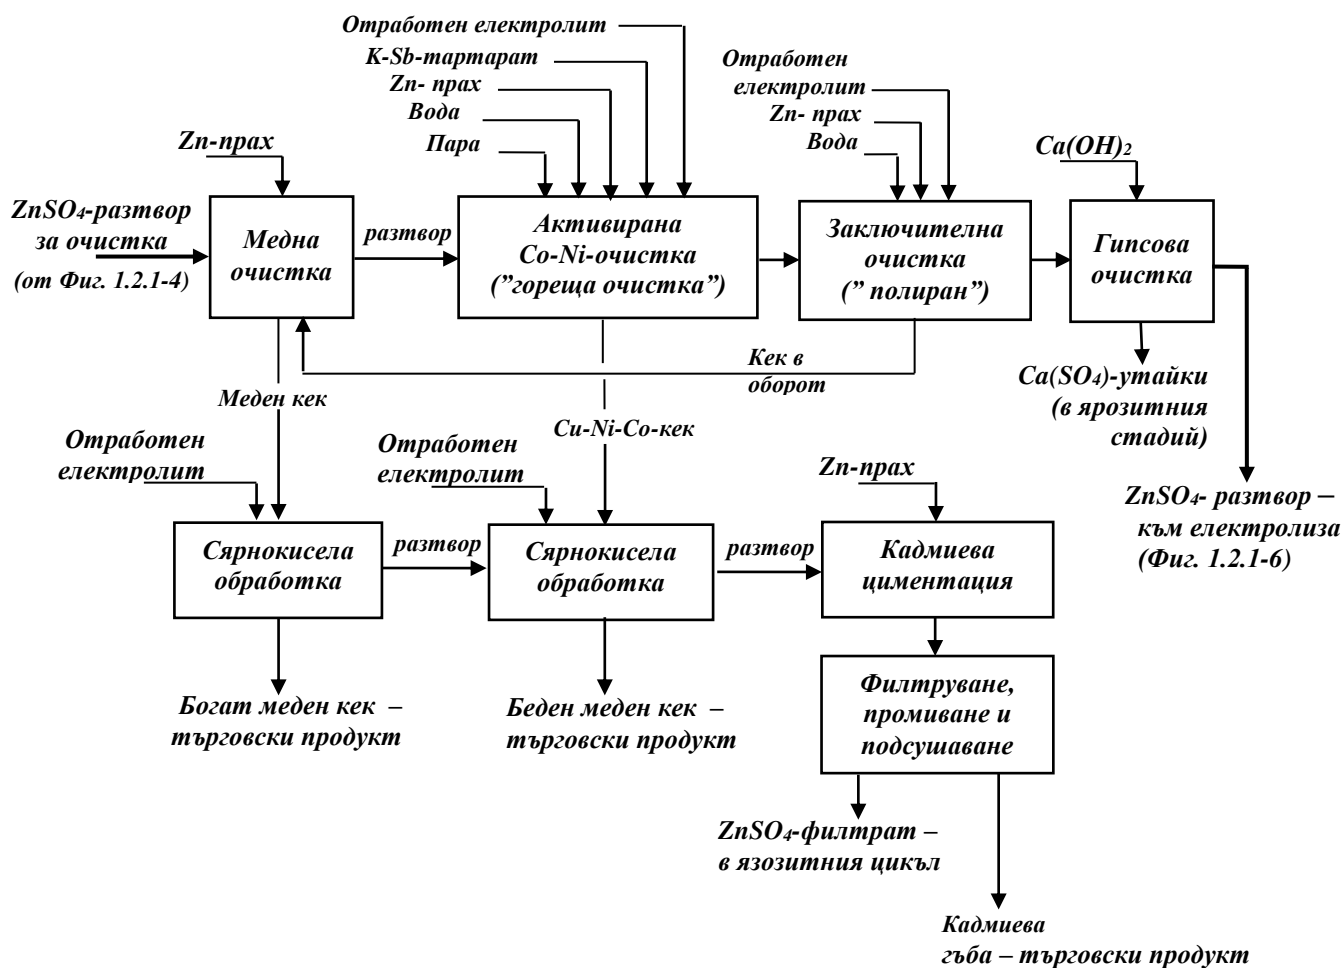 Отработен електролит
K-Sb-тартарат
Zn- прах
Вода
Пара
Отработен
електролит
Zn- прах
Вода
Zn-прах
Ca(OH)2
ZnSO4-разтвор
за очистка
(от Фиг. 1.2.1-4)
Медна
очистка
разтвор
Активирана
Co-Ni-очистка
("гореща очистка")
Заключителна
очистка
(" полиран")
Гипсова
очистка
Кек в
оборот
Меден кек
Cu-Ni-Co-кек
Ca(SO4)-утайки
(в ярозитния
стадий)
Отработен
електролит
Отработен
електролит
Zn-прах
ZnSO4- разтвор –
към електролиза
(Фиг. 1.2.1-6)
Сярнокисела
обработка
разтвор
Сярнокисела
обработка
разтвор
Кадмиева
циментация
Филтруване,
промиване и
подсушаване
Богат меден кек –
търговски продукт
Беден меден кек –
търговски продукт
ZnSO4-филтрат –
в язозитния цикъл
Кадмиева
гъба – търговски продукт